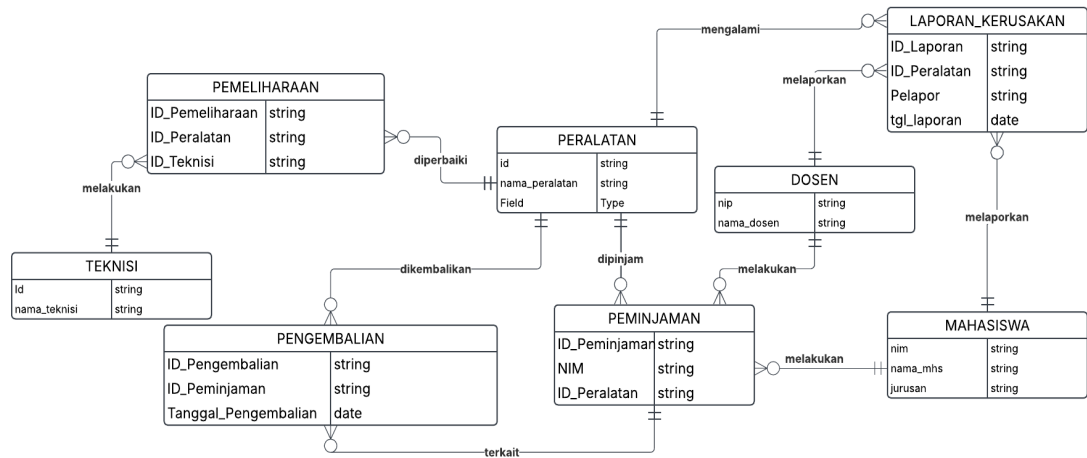 mengalami
LAPORAN_KERUSAKAN
ID_Laporan string
ID_Peralatan string
Pelapor string
tgl_laporan date
melaporkan
PEMELIHARAAN
ID_Pemeliharaan string
ID_Peralatan string
ID_Teknisi string
diperbaiki
PERALATAN
id string
nama_peralatan string
Field Type
DOSEN
nip string
nama_dosen string
melakukan
melaporkan
TEKNISI
Id string
nama_teknisi string
dikembalikan
dipinjam
melakukan
PENGEMBALIAN
ID_Pengembalian string
ID_Peminjaman string
Tanggal_Pengembalian date
PEMINJAMAN
ID_Peminjaman string
NIM string
ID_Peralatan string
melakukan
MAHASISWA
nim string
nama_mhs string
jurusan string
terkait